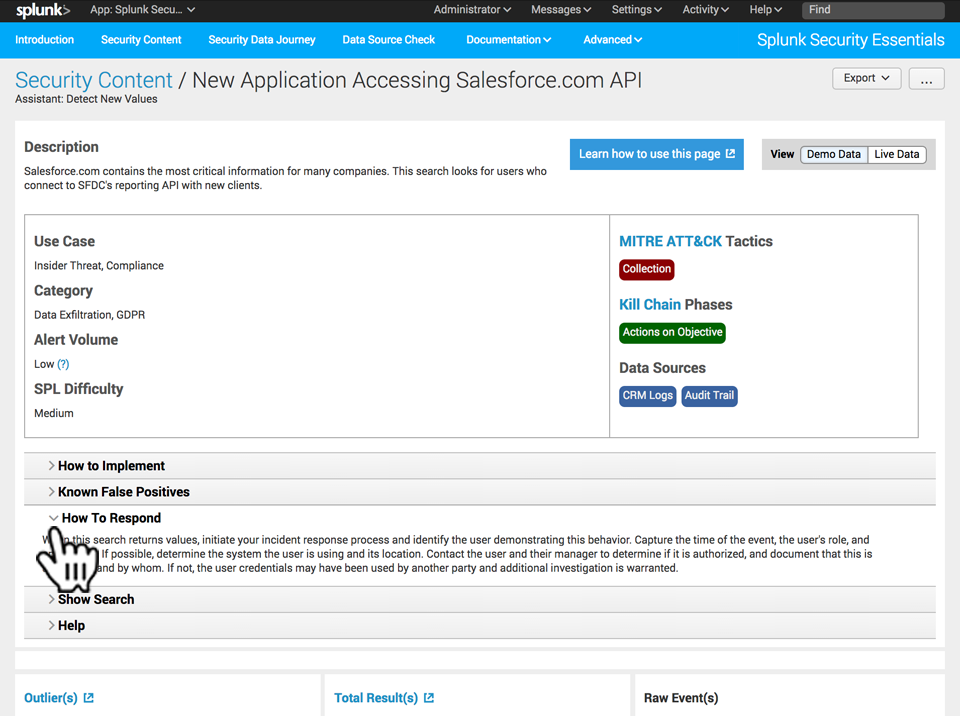 splunk> App: Splunk Secu... Administrator Messages Settings Activity Help Find
Introduction Security Content Security Data Journey Data Source Check Documentation Advanced Splunk Security Essentials
Security Content / New Application Accessing Salesforce.com API Export ...
Assistant: Detect New Values
Description
Learn how to use this page View Demo Data Live Data
Salesforce.com contains the most critical information for many companies. This search looks for users who
connect to SFDC's reporting API with new clients.
Use Case
Insider Threat, Compliance
Category
Data Exfiltration, GDPR
Alert Volume
Low (?)
SPL Difficulty
Medium
MITRE ATT&CK Tactics
Collection
Kill Chain Phases
Actions on Objective
Data Sources
CRM Logs Audit Trail
How to Implement
Known False Positives
How To Respond
this search returns values, initiate your incident response process and identify the user demonstrating this behavior. Capture the time of the event, the user's role, and
If possible, determine the system the user is using and its location. Contact the user and their manager to determine if it is authorized, and document that this is
and by whom. If not, the user credentials may have been used by another party and additional investigation is warranted.
Show Search
Help
Outlier(s) Total Result(s) Raw Event(s)